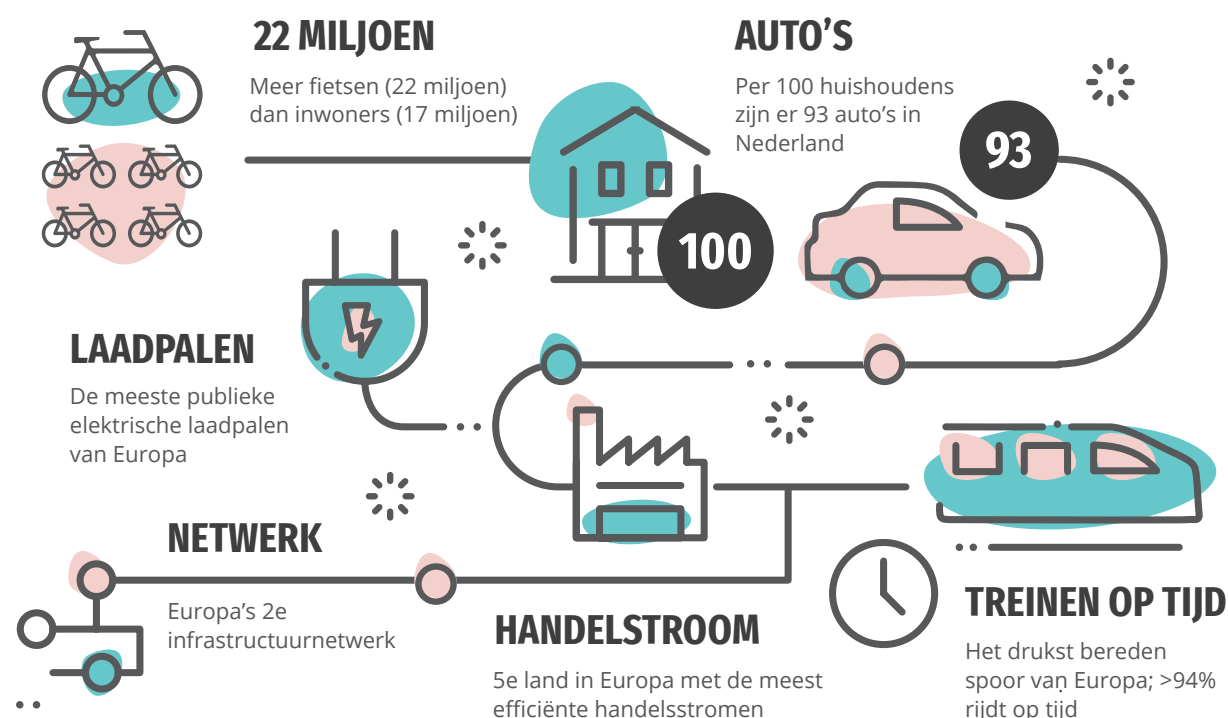 22 MILJOEN
Meer fietsen (22 miljoen)
dan inwoners (17 miljoen)
AUTO'S
Per 100 huishoudens
zijn er 93 auto's in
Nederland
93
100
LAADPALEN
De meeste publieke
elektrische laadpalen
van Europa
NETWERK
Europa's 2e
infrastructuurnetwerk
HANDELSTROOM
5e land in Europa met de meest
efficiënte handelsstromen
TREINEN OP TIJD
Het drukst bereden
spoor van Europa; >94%
rijdt op tijd